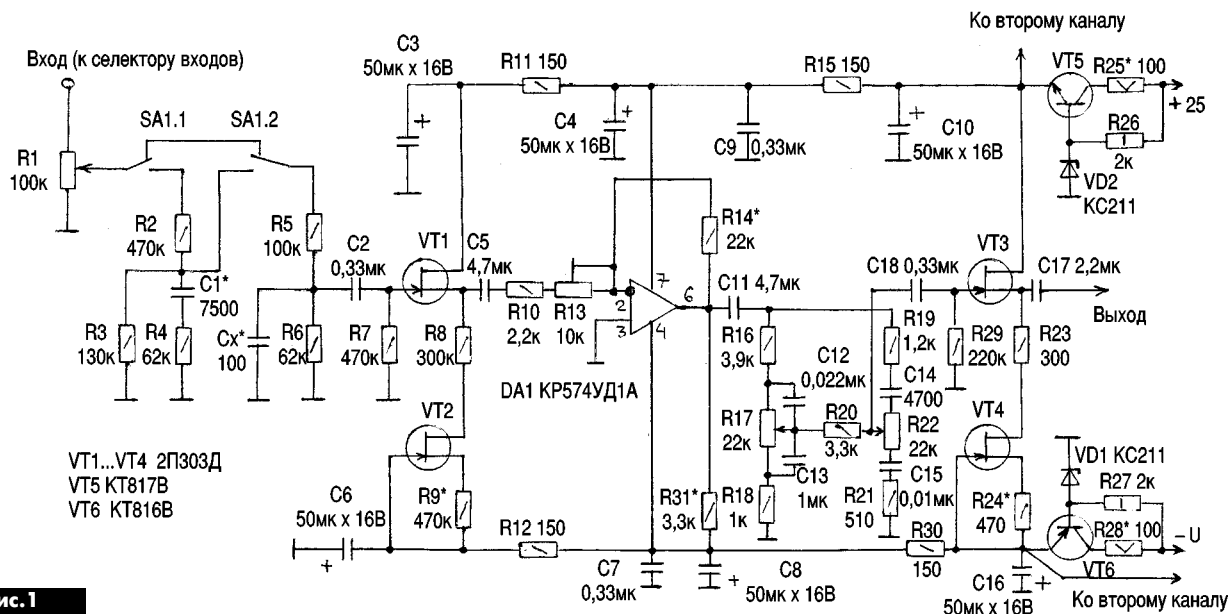 Ко второму каналу
Вход (к селектору входов)
C3
50мк x 16В
R11 150
R15 150
VT5
R25* 100
+ 25
SA1.1
SA1.2
R1
100к
+
C4
50мк x 16В
+
C9
0,33мк
+
C10
50мк x 16В
R26
2к
VD2
КС211
R2
470к
R5
100к
C2
0,33мк
VT1
C5
4,7мк
R14*
22к
C1*
7500
7
2
3
6
4
C11 4,7мк
C18 0,33мк
VT3
C17 2,2мк
Выход
R3
130к
R4
62к
Cx*
100
R6
62к
R7
470к
R8
300к
R10
2,2к
R13
10к
DA1 КР574УД1А
R16
3,9к
C12
0,022мк
R19
1,2к
R29
220к
R23
300
C14
4700
VT2
R17
22к
R20
3,3к
R22
22к
VT4
VT1...VT4 2П303Д
VT5 КТ817В
VT6 КТ816В
C13
1мк
C15
0,01мк
VD1 КС211
R27 2к
C6
50мк x 16В
+
R9*
470к
R12 150
R31*
3,3к
R18
1к
R21
510
R24*
470
R28* 100
– U
R30
150
VT6
C7
0,33мк
+
C8
50мк x 16В
C16
50мк x 16В
+
Ко второму каналу
ис.1